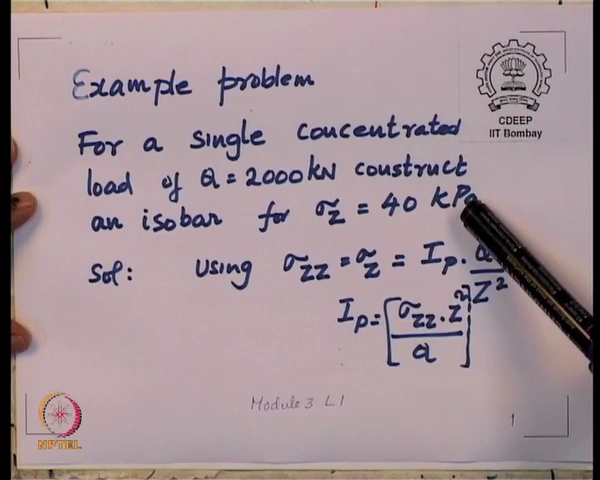 Example problem
CDEEP
IIT Bombay
For a single concentrated
load of Q = 2000 kN construct
an isobar for σz = 40 kPa
Sol: Using σzz = σz = Ip . Q/Z²
Ip = [σzz . Z²/Q]
Module 3 L1
1
NPTEL